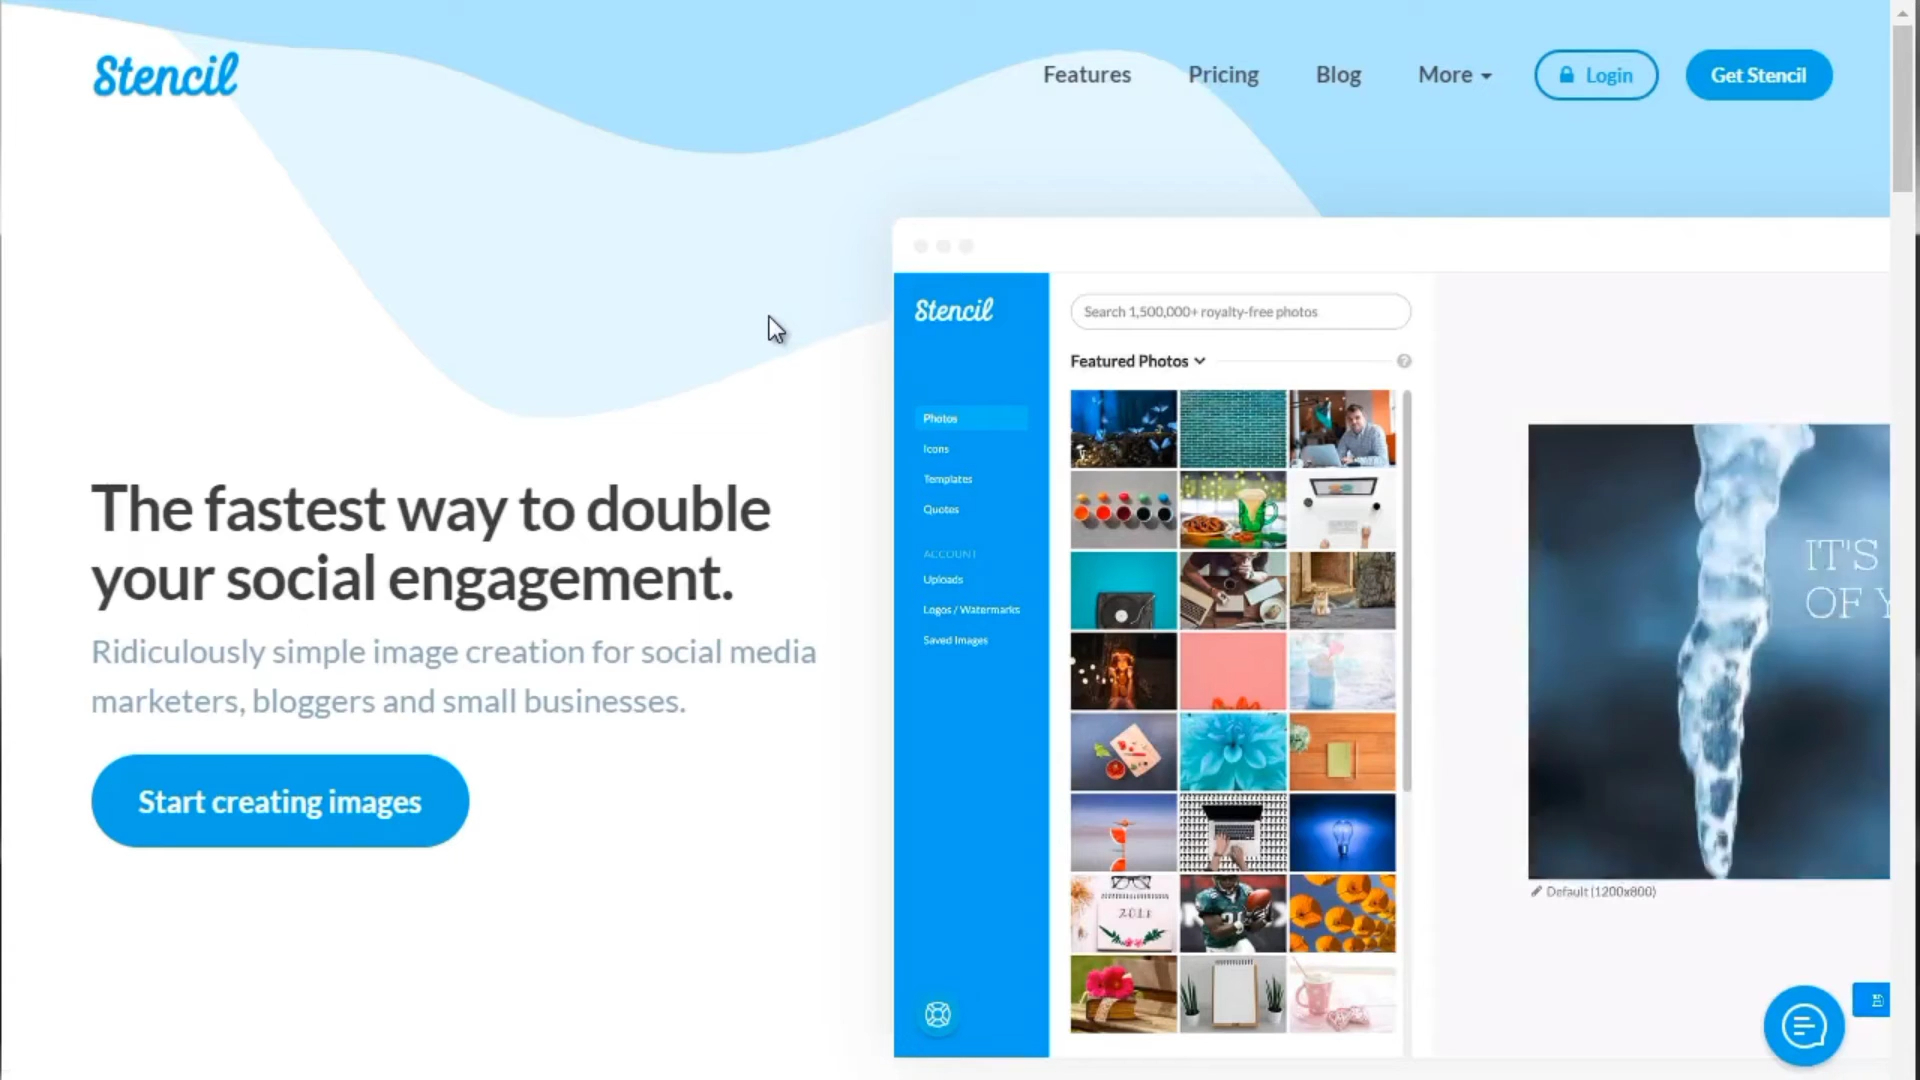 Stencil
Features
Pricing
Blog
More
Login
Get Stencil
The fastest way to double
your social engagement.
Ridiculously simple image creation for social media
marketers, bloggers and small businesses.
Start creating images
Stencil
Photos
Icons
Templates
Quotes
ACCOUNT
Uploads
Logos / Watermarks
Saved Images
Search 1,500,000+ royalty-free photos
Featured Photos
?
2018
IT'S
OF Y
Default (1200x800)